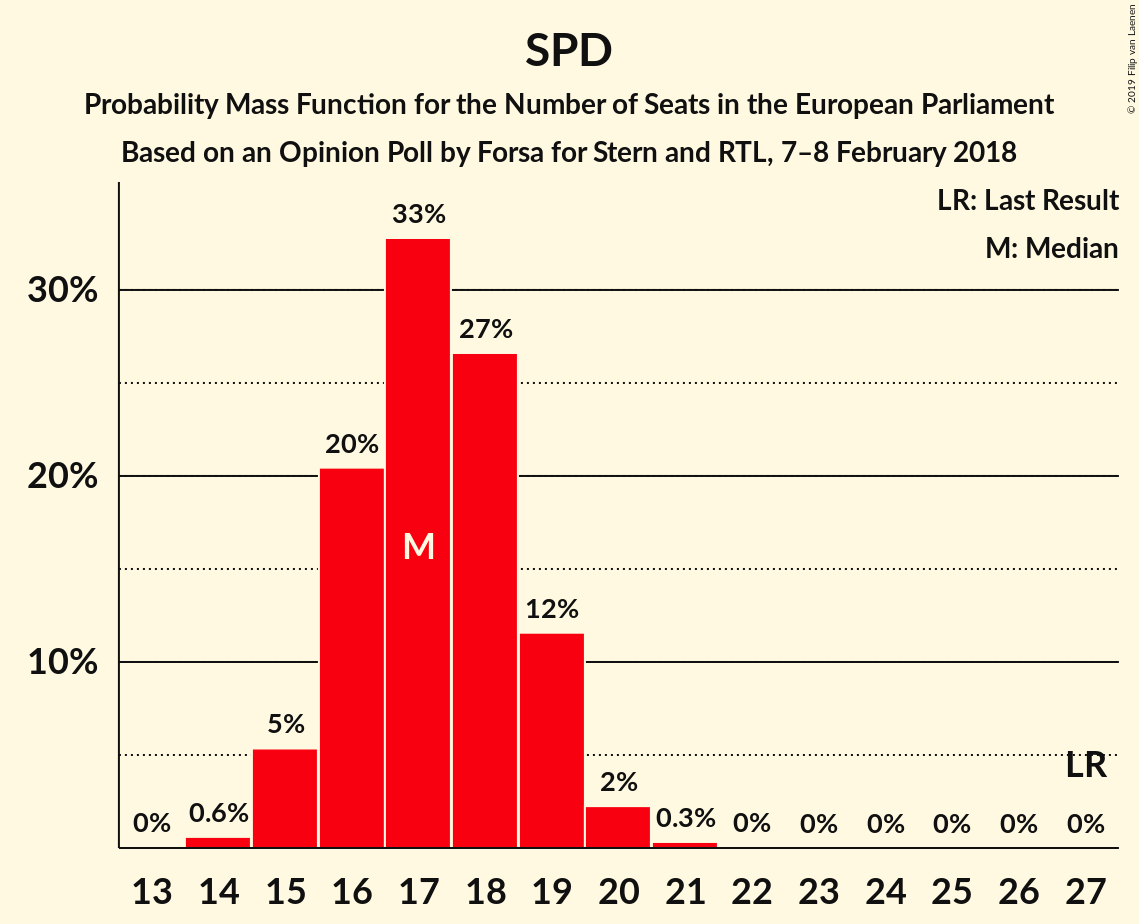 SPD
Probability Mass Function for the Number of Seats in the European Parliament
Based on an Opinion Poll by Forsa for Stern and RTL, 7–8 February 2018
© 2019 Filip van Laenen
LR: Last Result
M: Median
30%
20%
10%
0%
0.6%
5%
20%
33%
27%
12%
2%
0.3%
0%
0%
0%
0%
0%
0%
M
LR
13 14 15 16 17 18 19 20 21 22 23 24 25 26 27